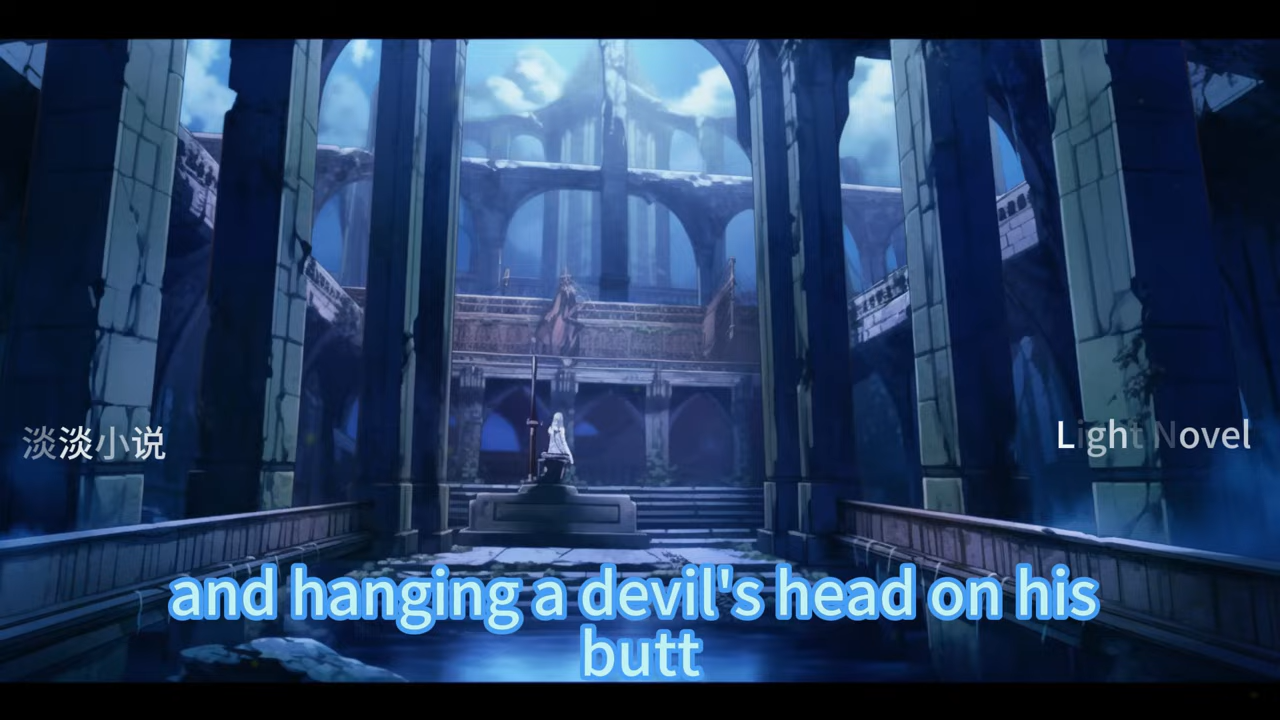 淡淡小说
Light Novel
and hanging a devil's head on his
butt